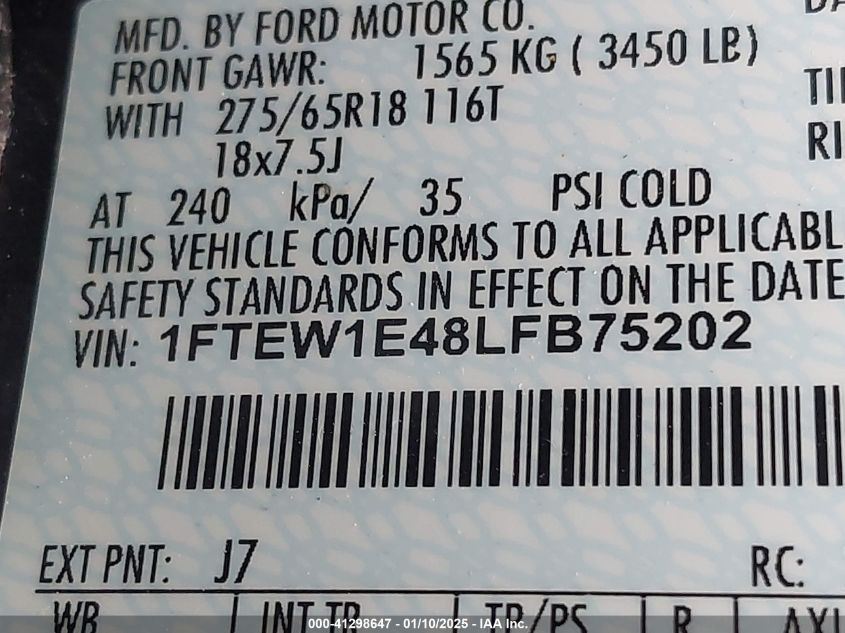 MFD. BY FORD MOTOR CO.
FRONT GAWR: 1565 KG ( 3450 LB)
WITH 275/65R18 116T
18x7.5J
AT 240 kPa/ 35 PSI COLD
THIS VEHICLE CONFORMS TO ALL APPLICABL
SAFETY STANDARDS IN EFFECT ON THE DATE
VIN: 1FTEW1E48LFB75202
EXT PNT: J7 RC:
WB INT TR TP/PS R AXL
000-41298647 - 01/10/2025 - IAA Inc.